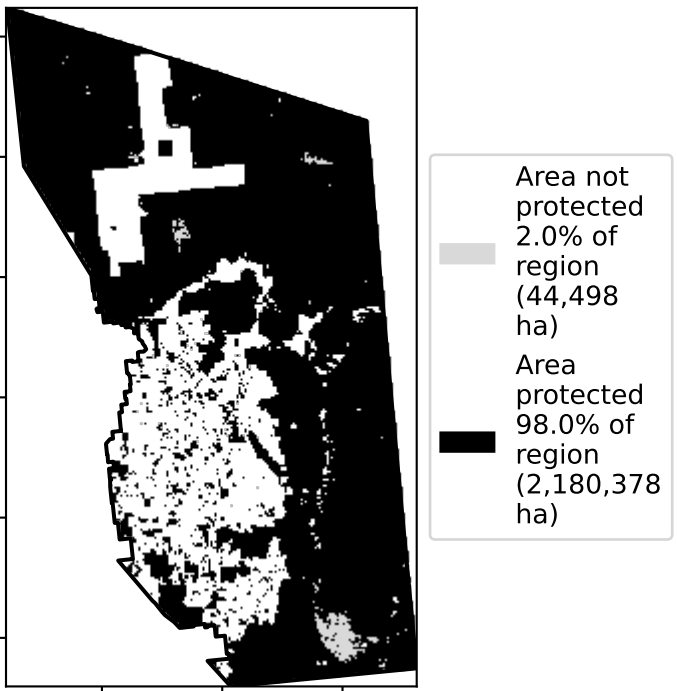 Area not
protected
2.0% of
region
(44,498
ha)
Area
protected
98.0% of
region
(2,180,378
ha)